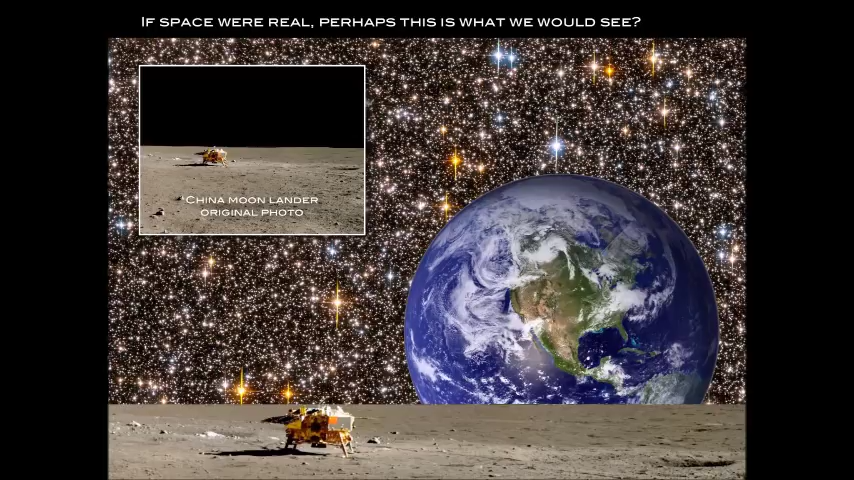 If space were real, perhaps this is what we would see?
*China moon lander
original photo